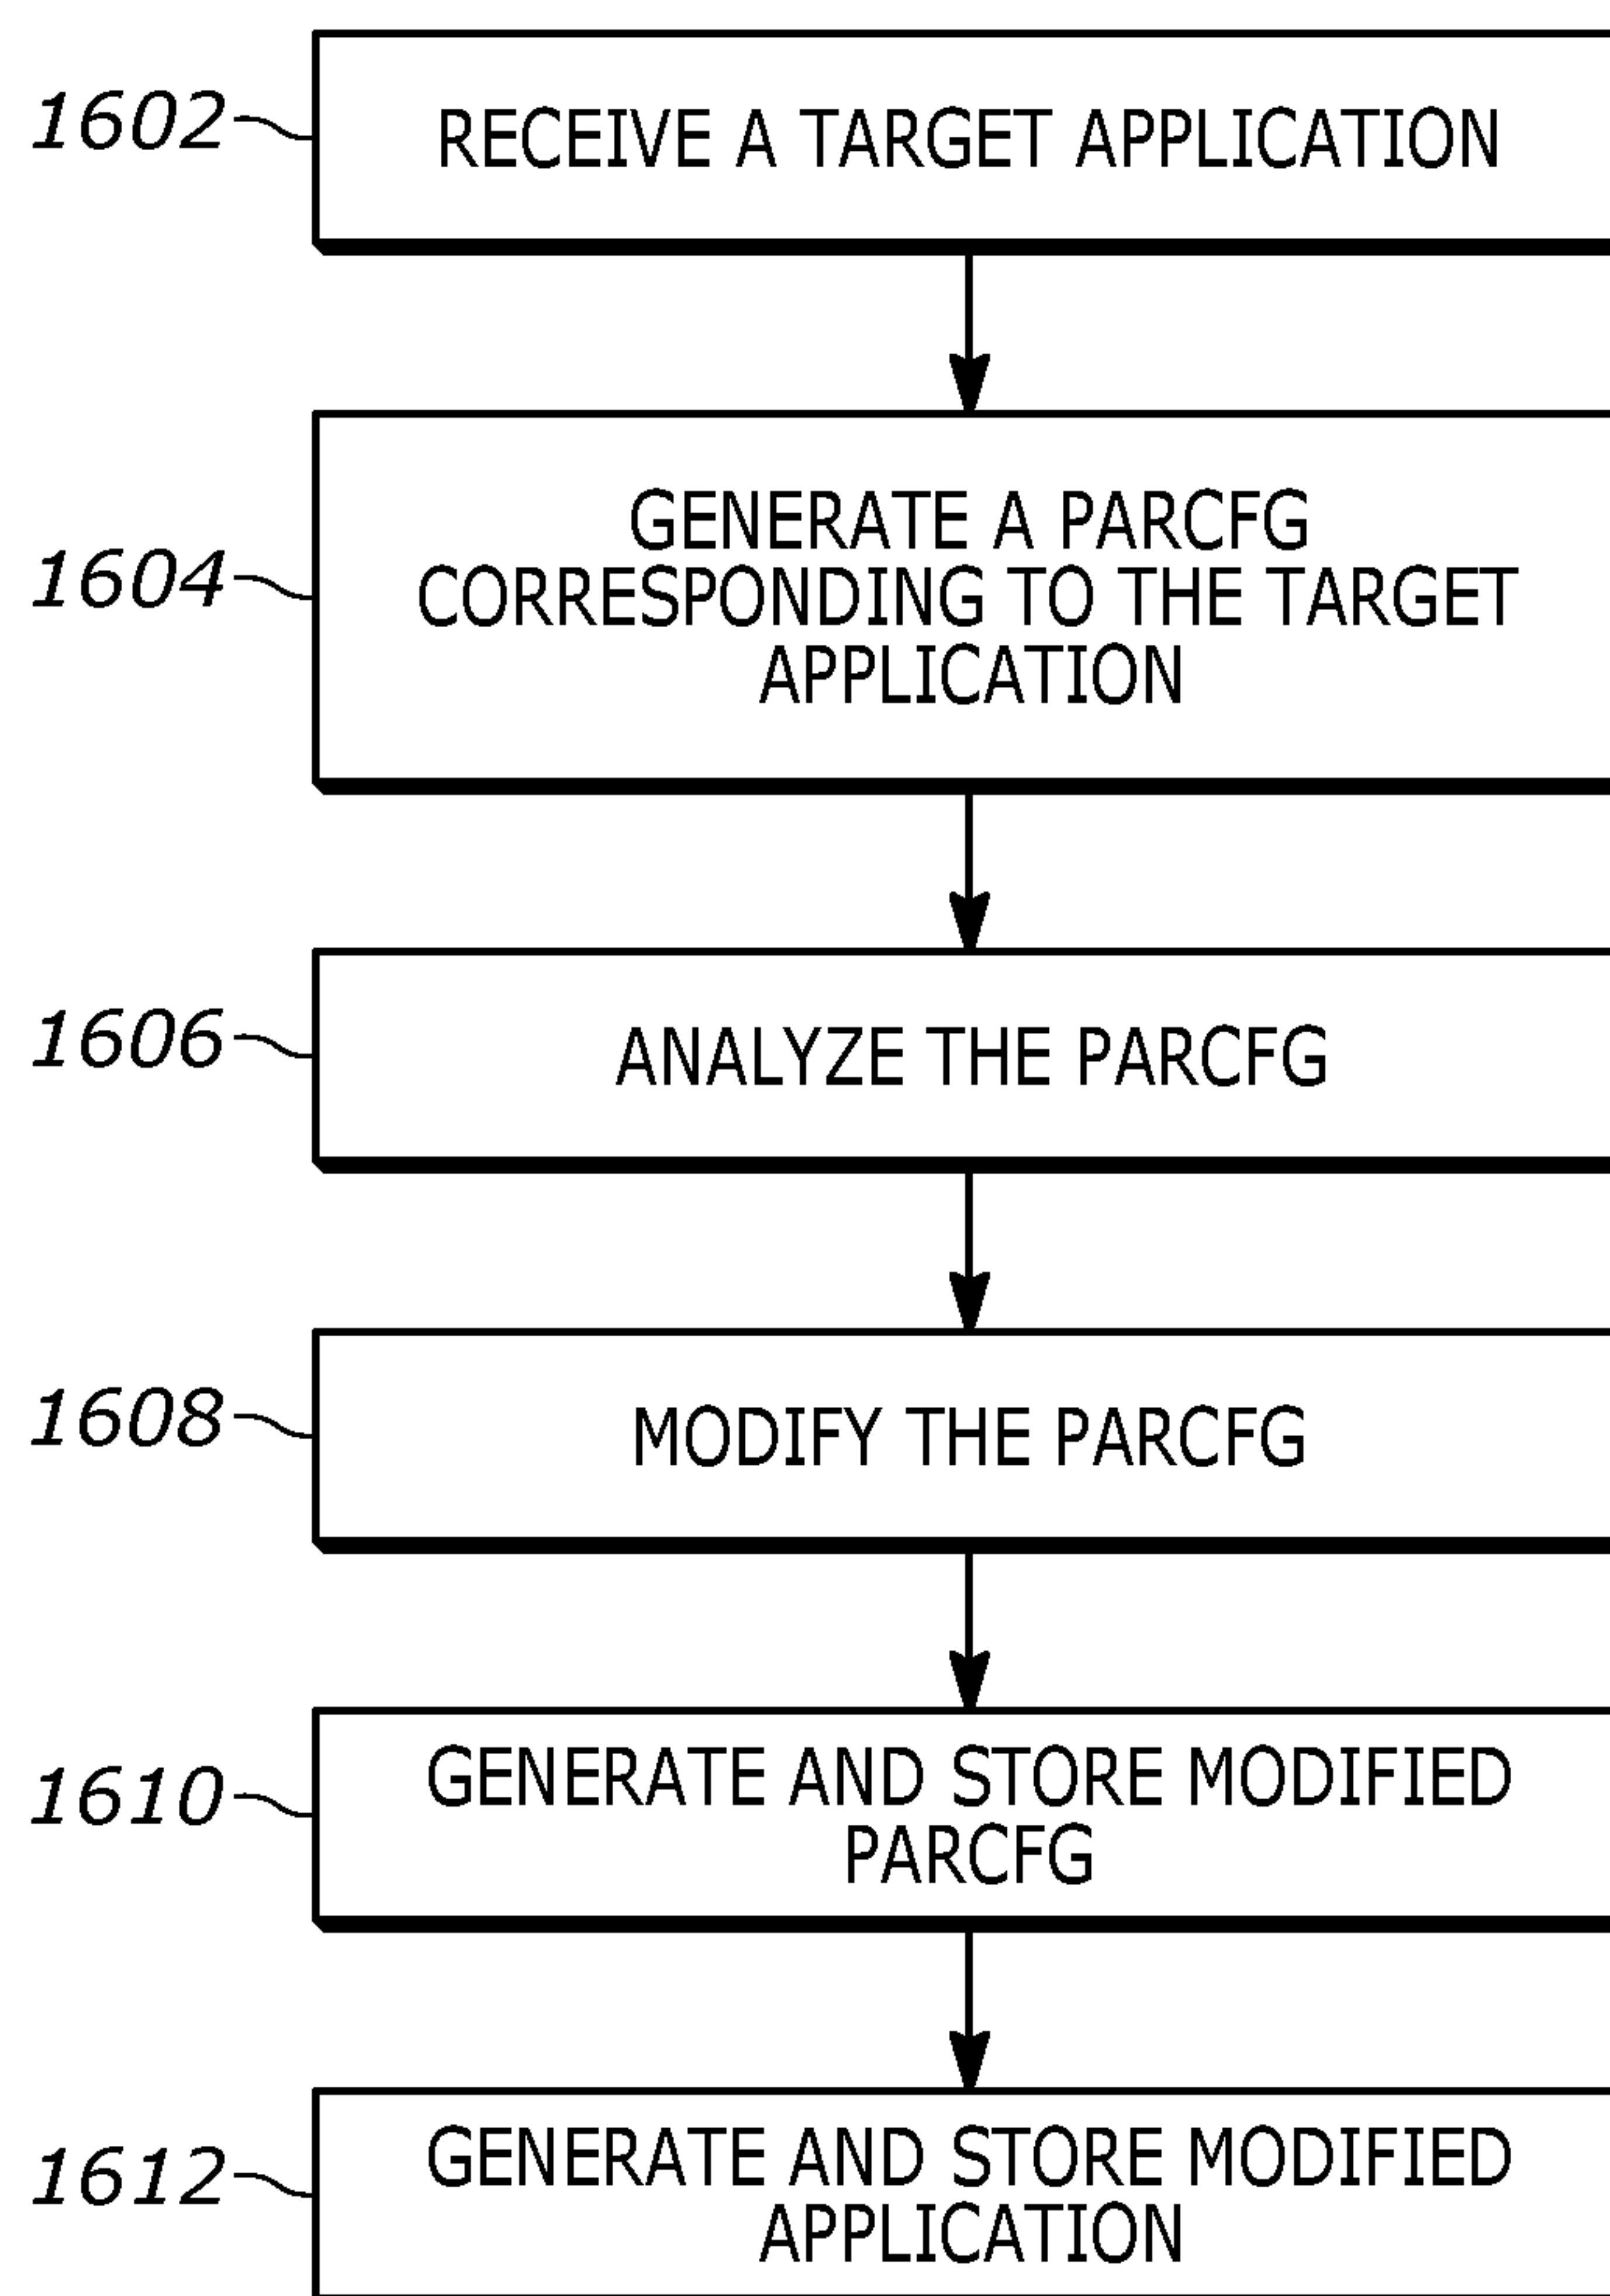 1602
RECEIVE A TARGET APPLICATION
1604
GENERATE A PARCFG
CORRESPONDING TO THE TARGET
APPLICATION
1606
ANALYZE THE PARCFG
1608
MODIFY THE PARCFG
1610
GENERATE AND STORE MODIFIED
PARCFG
1612
GENERATE AND STORE MODIFIED
APPLICATION